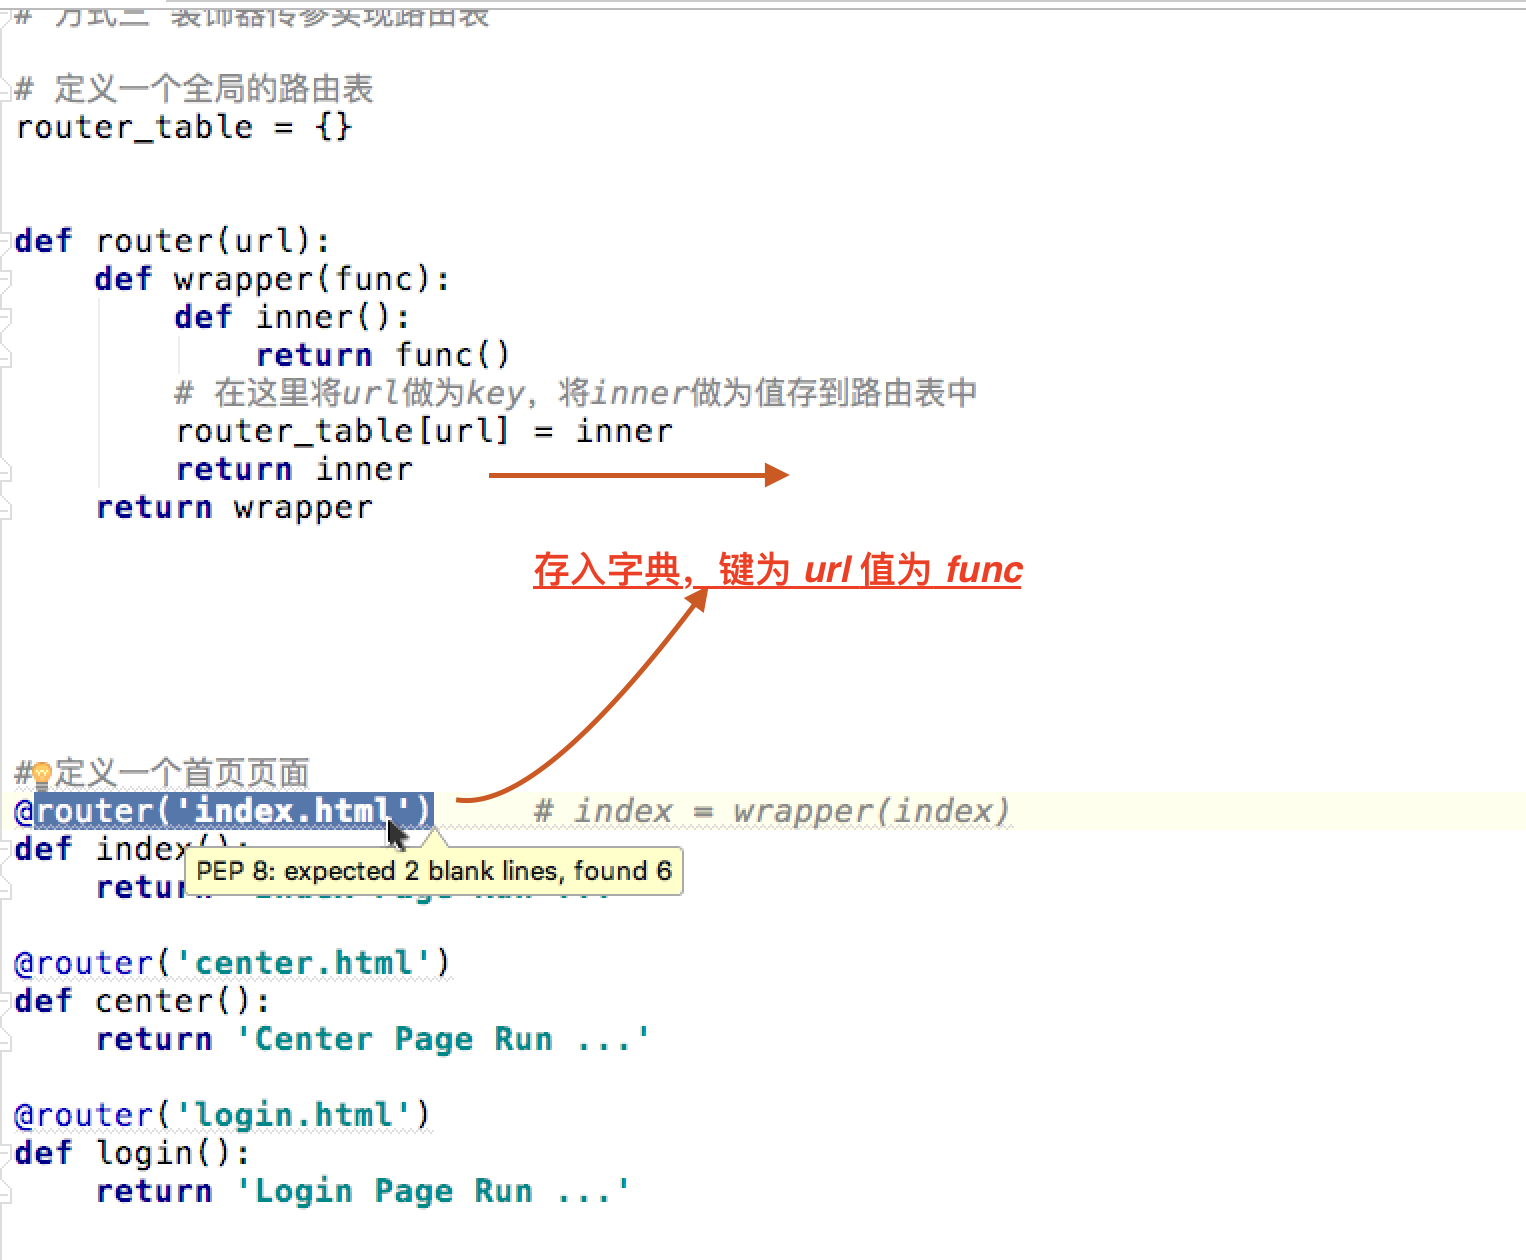 # 方式三 装饰器传参实现路由表
# 定义一个全局的路由表
router_table = {}
def router(url):
def wrapper(func):
def inner():
return func()
# 在这里将url做为key，将inner做为值存到路由表中
router_table[url] = inner
return inner
return wrapper
存入字典，键为 url 值为 func
# 定义一个首页页面
@router('index.html') # index = wrapper(index)
def index():
PEP 8: expected 2 blank lines, found 6
return
@router('center.html')
def center():
return 'Center Page Run ...'
@router('login.html')
def login():
return 'Login Page Run ...'